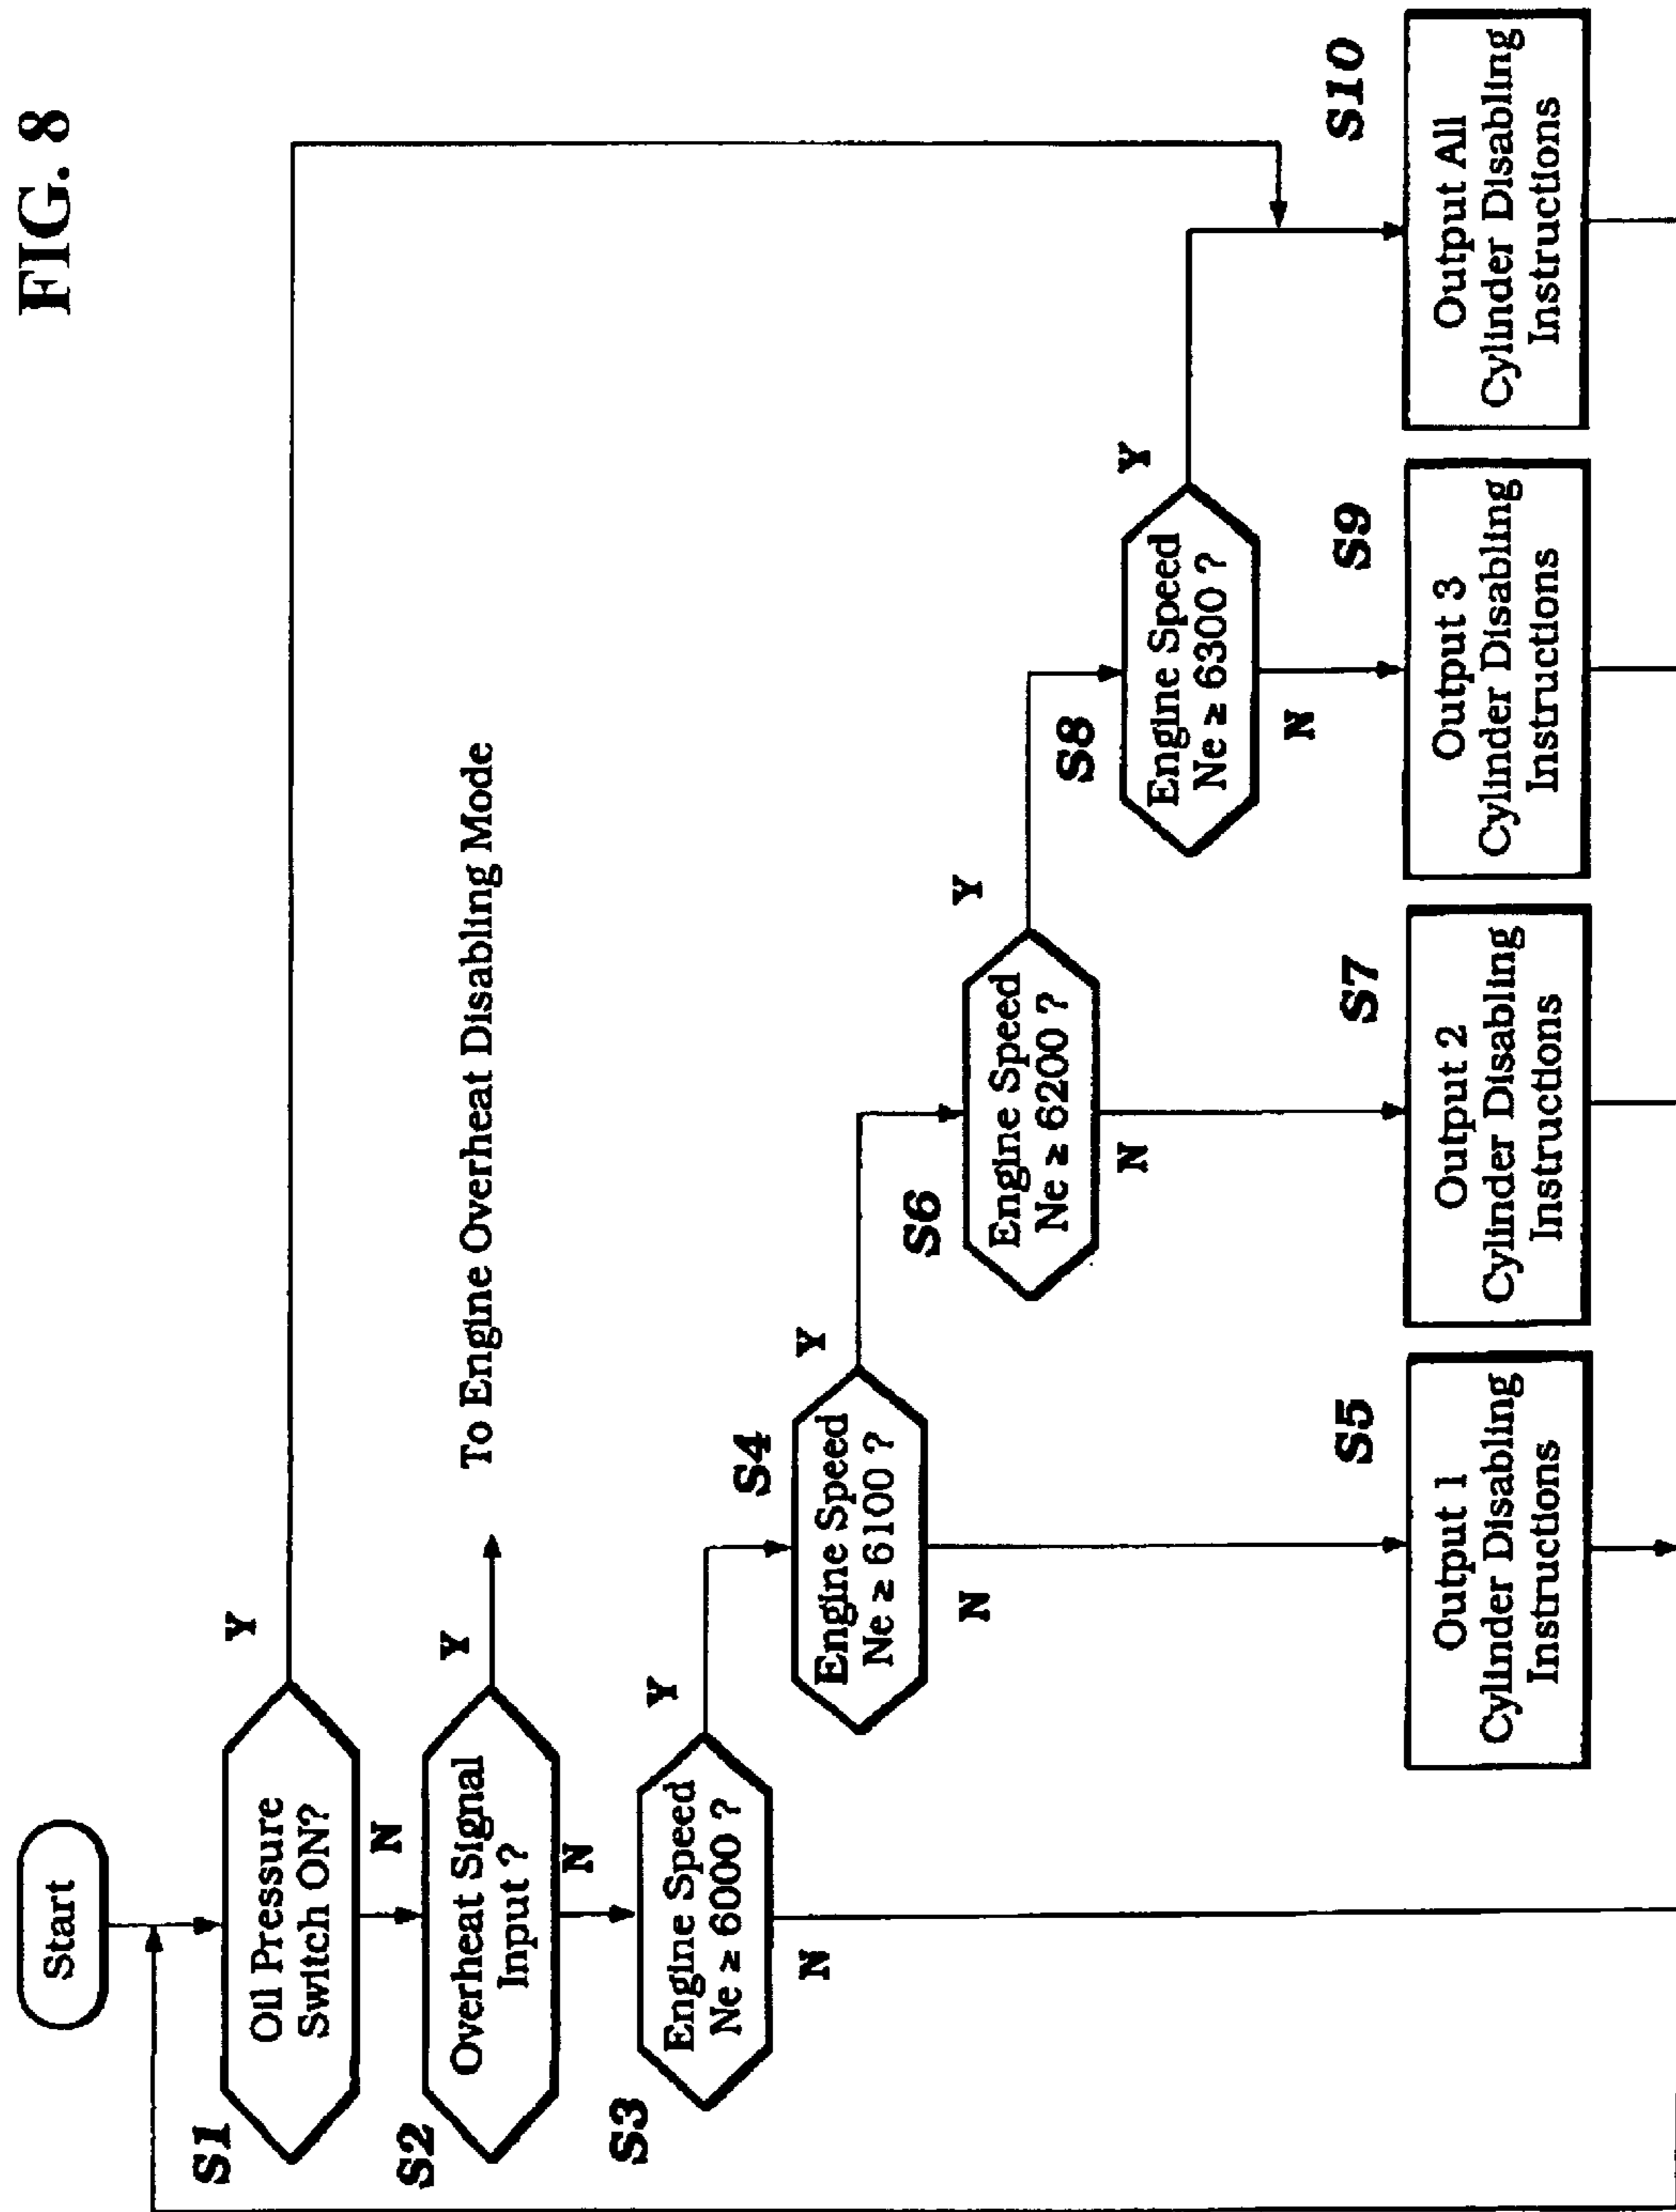 FIG. 8
Start
S1
Oil Pressure
Switch ON?
Y
N
S2
Overheat Signal
Input ?
Y
To Engine Overheat Disabling Mode
N
S3
Engine Speed
Ne ≥ 6000 ?
Y
N
S4
Engine Speed
Ne ≥ 6100 ?
Y
N
S6
Engine Speed
Ne ≥ 6200 ?
Y
N
S8
Engine Speed
Ne ≥ 6300 ?
Y
N
S5
Output 1
Cylinder Disabling
Instructions
S7
Output 2
Cylinder Disabling
Instructions
S9
Output 3
Cylinder Disabling
Instructions
S10
Output All
Cylinder Disabling
Instructions